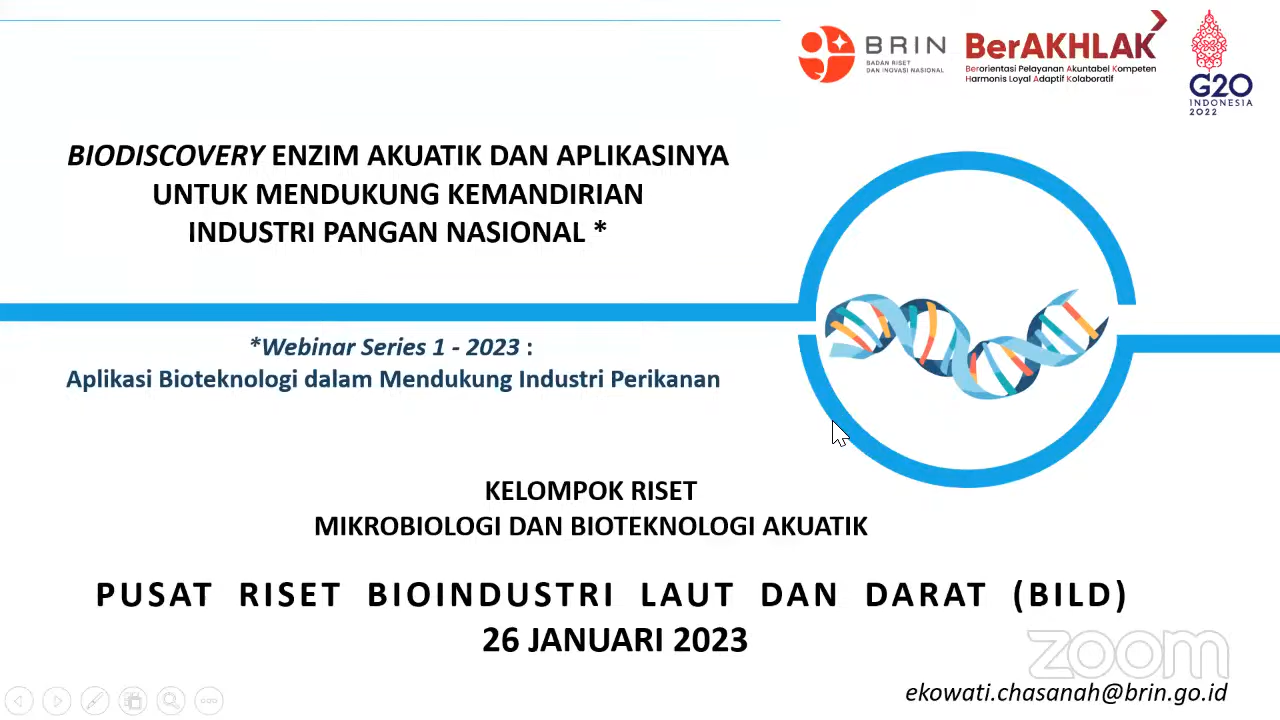 BRIN
BADAN RISET
DAN INOVASI NASIONAL
BerAKHLAK
Berorientasi Pelayanan Akuntabel Kompeten
Harmonis Loyal Adaptif Kolaboratif
G20
INDONESIA
2022
BIODISCOVERY ENZIM AKUATIK DAN APLIKASINYA
UNTUK MENDUKUNG KEMANDIRIAN
INDUSTRI PANGAN NASIONAL *
*Webinar Series 1 - 2023 :
Aplikasi Bioteknologi dalam Mendukung Industri Perikanan
KELOMPOK RISET
MIKROBIOLOGI DAN BIOTEKNOLOGI AKUATIK
PUSAT RISET BIOINDUSTRI LAUT DAN DARAT (BILD)
26 JANUARI 2023
zoom
ekowati.chasanah@brin.go.id